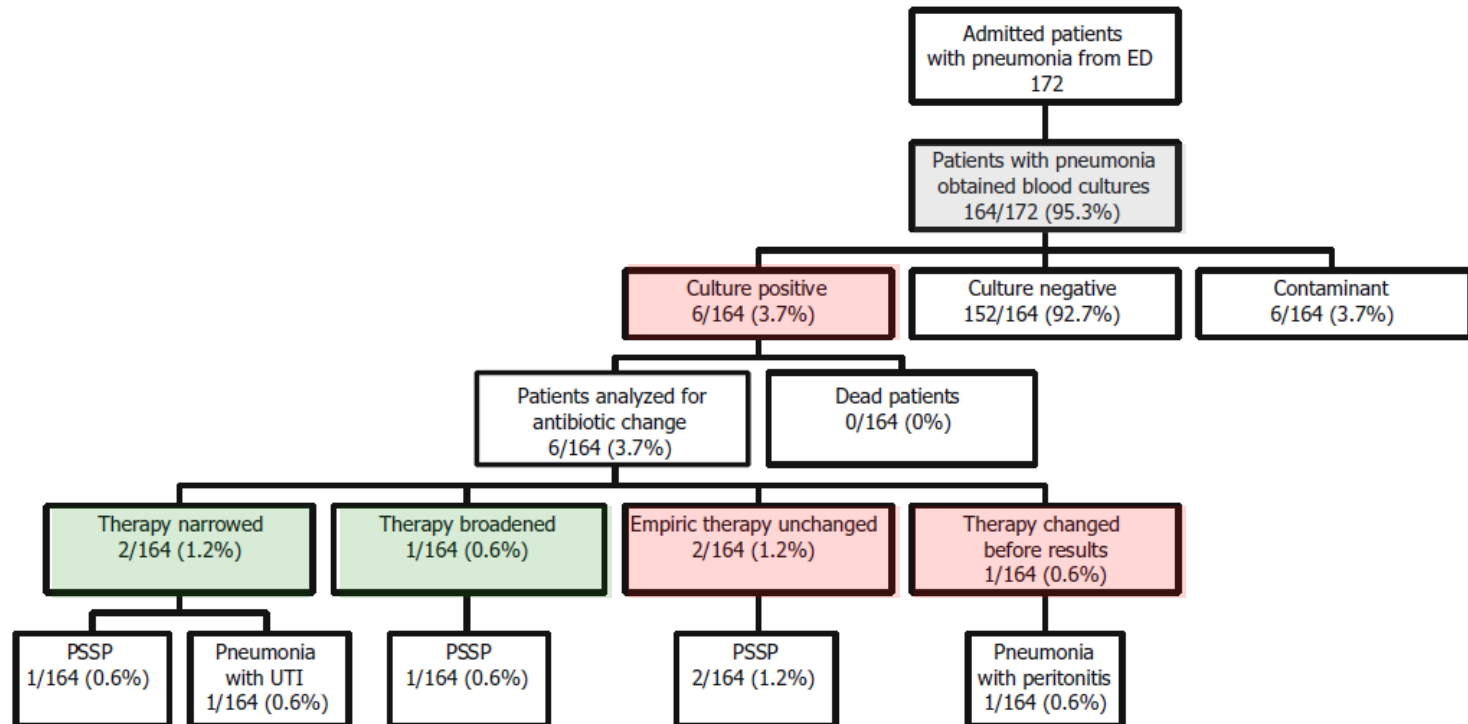 Admitted patients
with pneumonia from ED
172
Patients with pneumonia
obtained blood cultures
164/172 (95.3%)
Culture positive
6/164 (3.7%)
Culture negative
152/164 (92.7%)
Contaminant
6/164 (3.7%)
Patients analyzed for
antibiotic change
6/164 (3.7%)
Dead patients
0/164 (0%)
Therapy narrowed
2/164 (1.2%)
Therapy broadened
1/164 (0.6%)
Empiric therapy unchanged
2/164 (1.2%)
Therapy changed
before results
1/164 (0.6%)
PSSP
1/164 (0.6%)
Pneumonia
with UTI
1/164 (0.6%)
PSSP
1/164 (0.6%)
PSSP
2/164 (1.2%)
Pneumonia
with peritonitis
1/164 (0.6%)